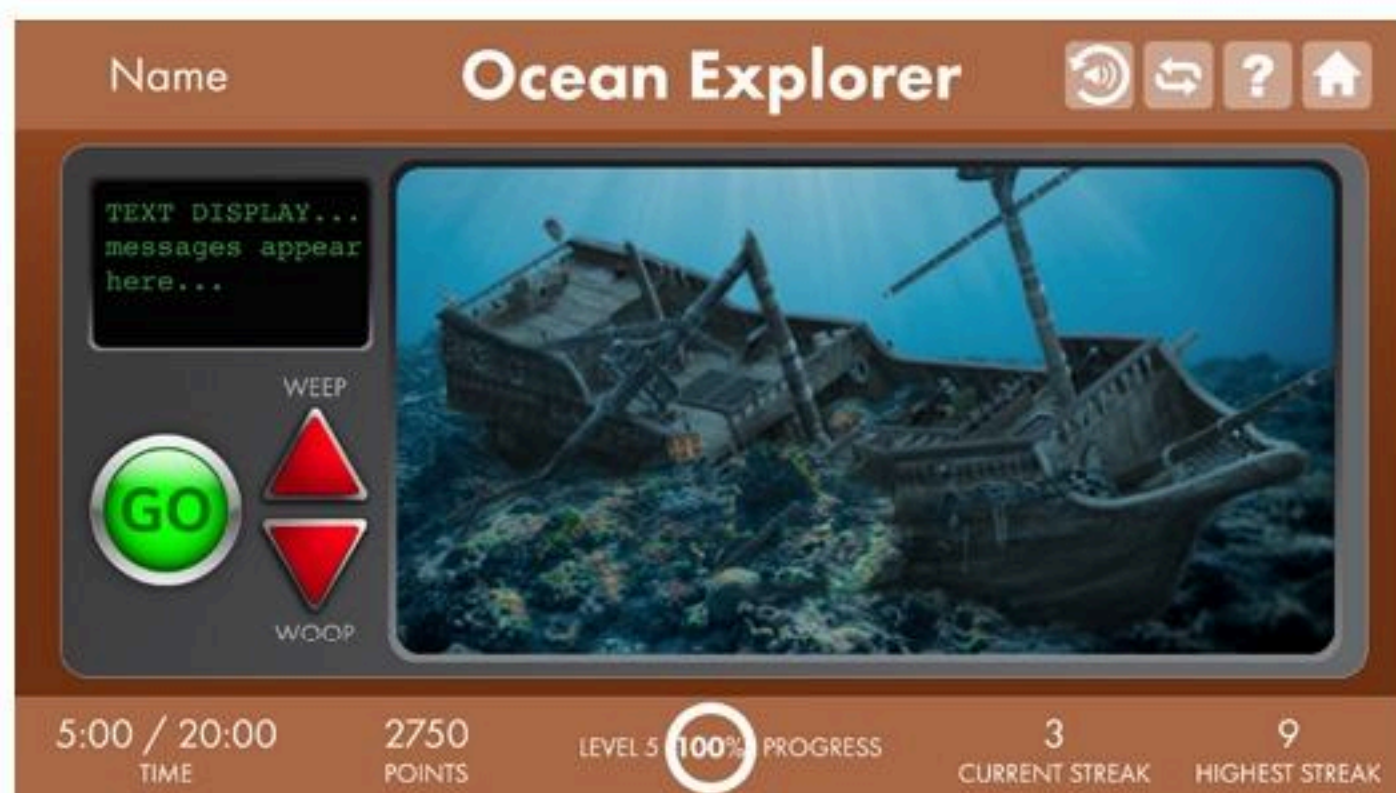 Name
Ocean Explorer
?
TEXT DISPLAY...
messages appear
here...
WEEP
GO
WOOP
5:00 / 20:00
TIME
2750
POINTS
LEVEL 5 100% PROGRESS
3
CURRENT STREAK
9
HIGHEST STREAK